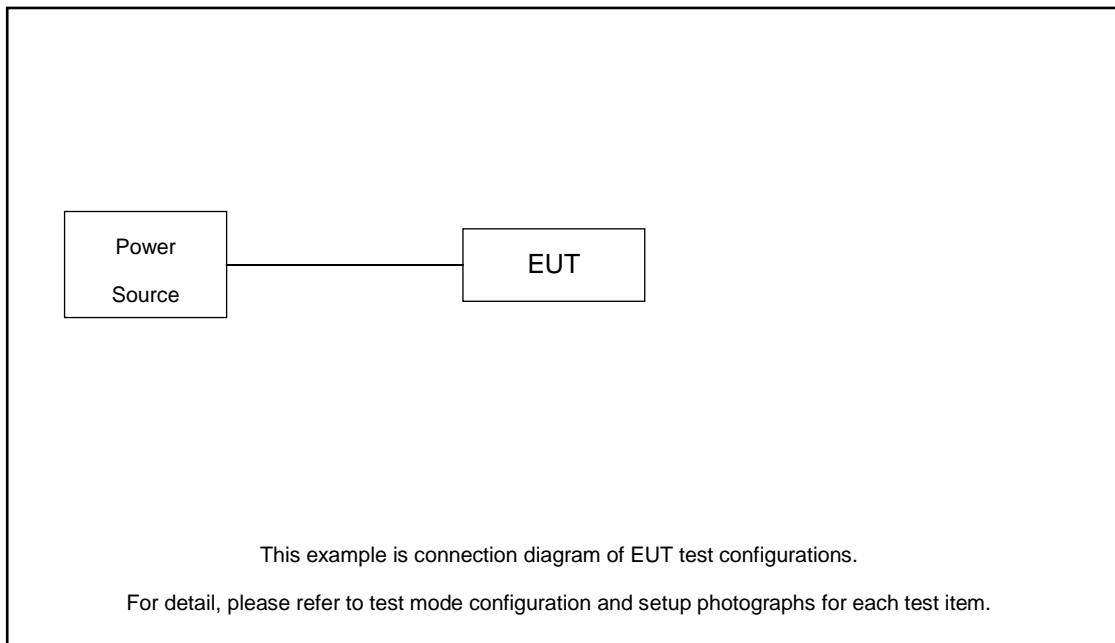 Power
Source
EUT
This example is connection diagram of EUT test configurations.
For detail, please refer to test mode configuration and setup photographs for each test item.